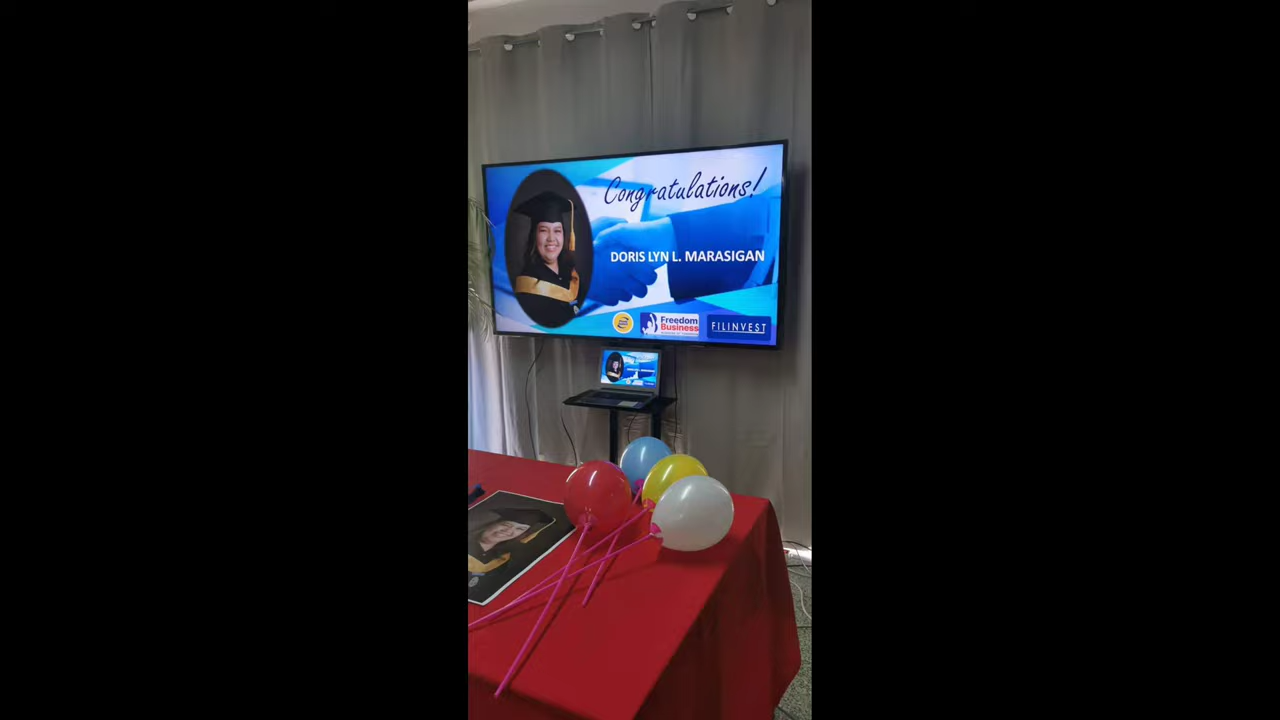 Congratulations!
DORIS LYN L. MARASIGAN
Freedom
Business
FILINVEST